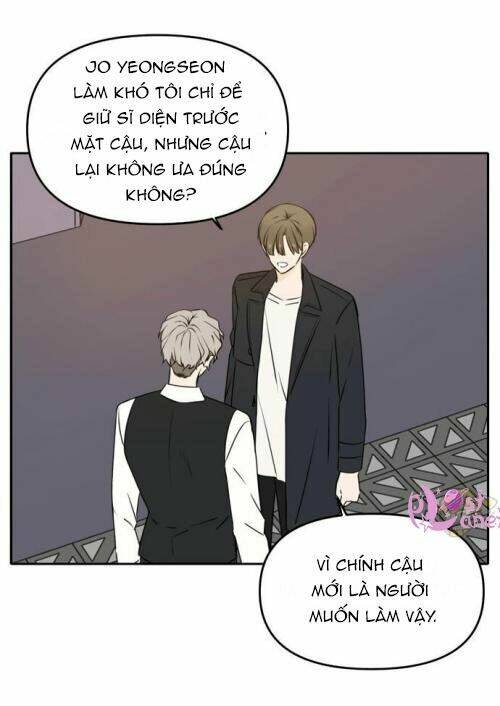 JO YEONGSEON
LÀM KHÓ TÔI CHỈ ĐỂ
GIỮ SĨ DIỆN TRƯỚC
MẶT CẬU, NHƯNG CẬU
LẠI KHÔNG ƯA ĐÚNG
KHÔNG?
VÌ CHÍNH CẬU
MỚI LÀ NGƯỜI
MUỐN LÀM VẬY.